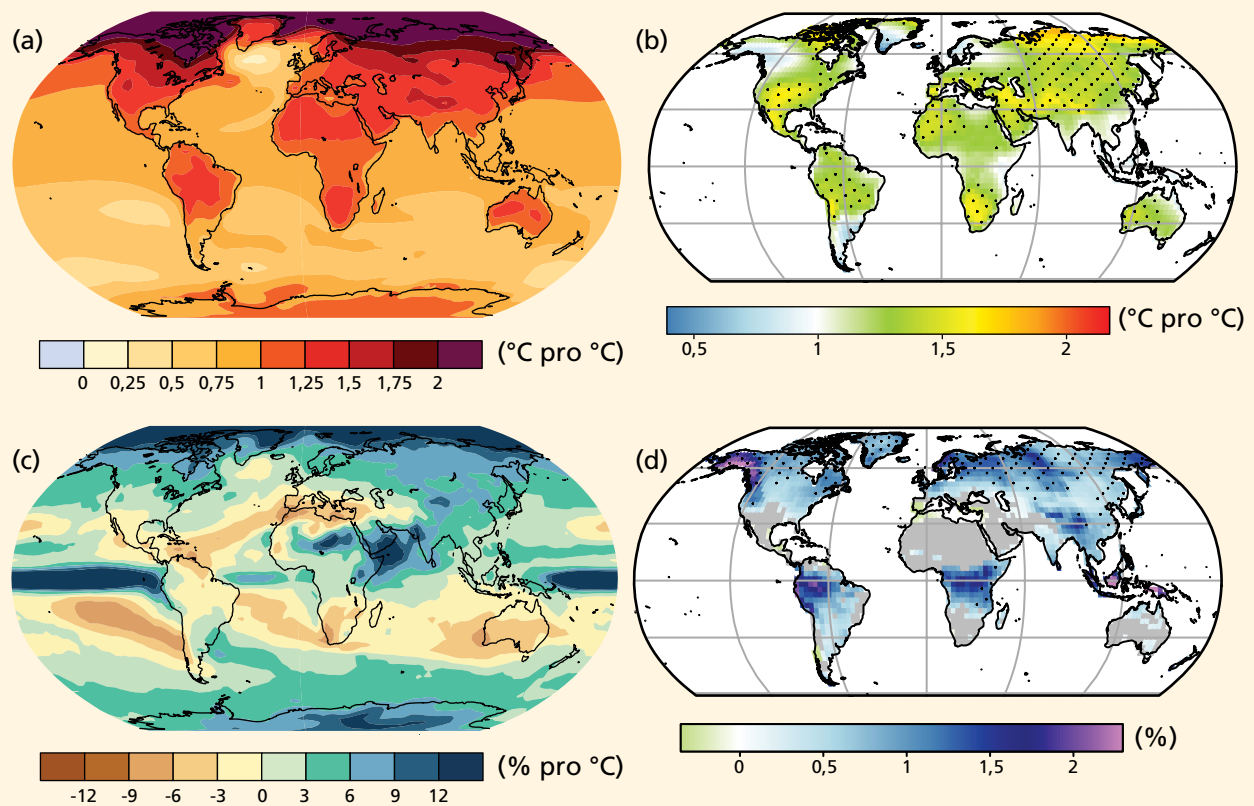 (a)
(°C pro °C)
0 0,25 0,5 0,75 1 1,25 1,5 1,75 2
(b)
(°C pro °C)
0,5 1 1,5 2
(c)
(% pro °C)
-12 -9 -6 -3 0 3 6 9 12
(d)
(%)
0 0,5 1 1,5 2